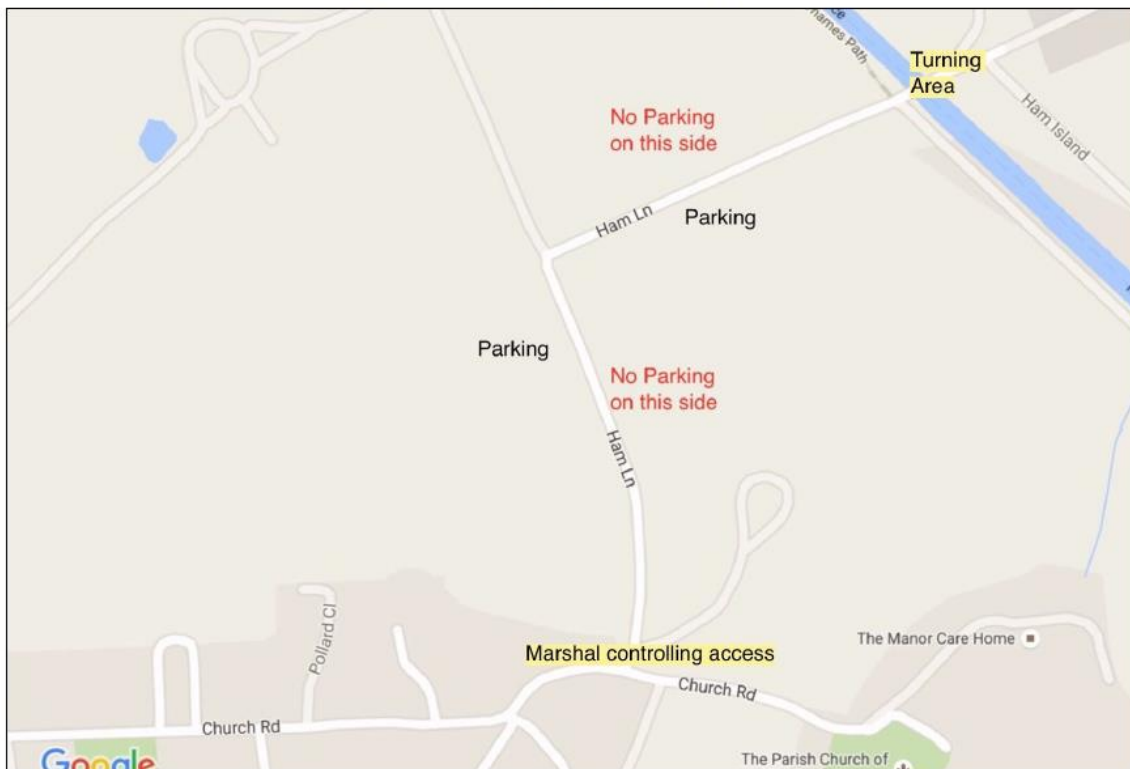 Thames Path
Turning
Area
Ham Island
No Parking
on this side
Ham Ln
Parking
Parking
No Parking
on this side
Ham Ln
Pollard Cl
The Manor Care Home
Marshal controlling access
Church Rd
Church Rd
Google
The Parish Church of